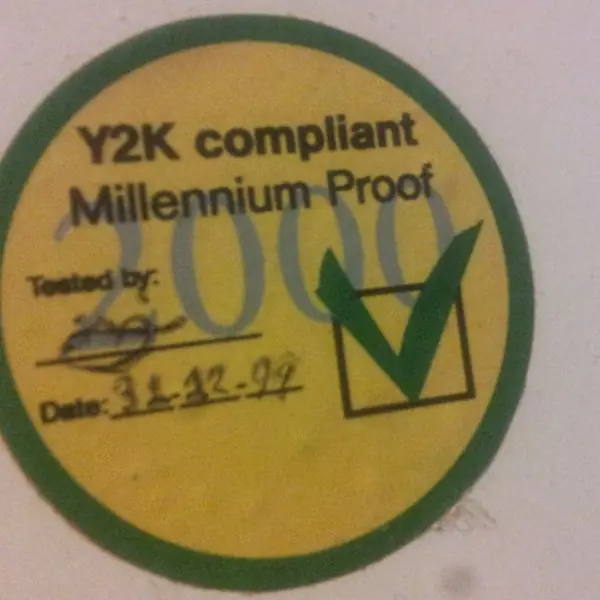 Y2K compliant
Millennium Proof
2000
Tested by:
Date: 31-12-99